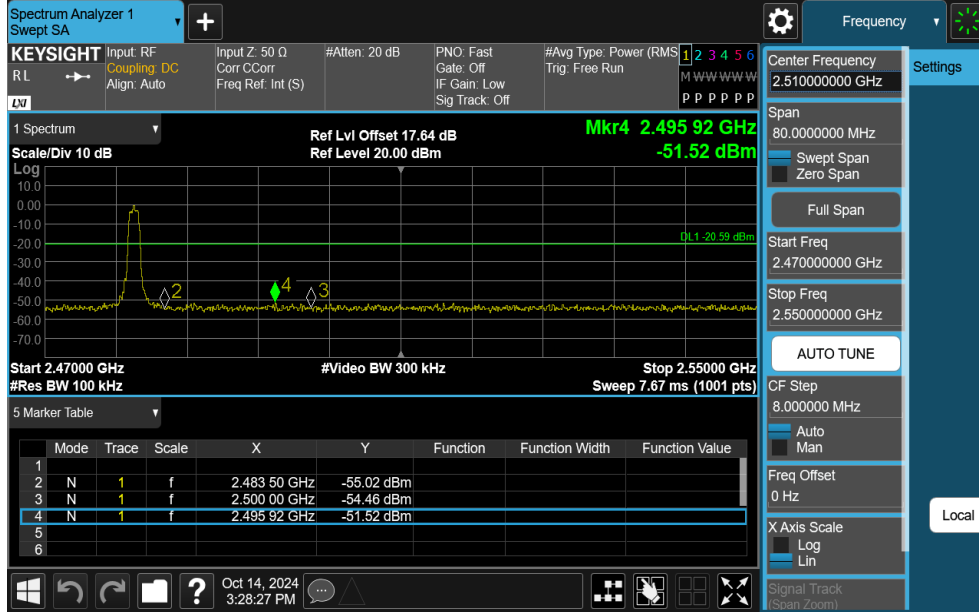 Spectrum Analyzer 1
Swept SA
+
Frequency
KEYSIGHT
R L
LXI
Input: RF
Coupling: DC
Align: Auto
Input Z: 50 Ω
Corr CCorr
Freq Ref: Int (S)
#Atten: 20 dB
PNO: Fast
Gate: Off
IF Gain: Low
Sig Track: Off
#Avg Type: Power (RMS
Trig: Free Run
1 2 3 4 5 6
M W W W W W
P P P P P P
1 Spectrum
Scale/Div 10 dB
Ref Lvl Offset 17.64 dB
Ref Level 20.00 dBm
Mkr4 2.495 92 GHz
-51.52 dBm
Log
10.0
0.00
-10.0
-20.0
-30.0
-40.0
-50.0
-60.0
-70.0
DL1 -20.59 dBm
2
4
3
Start 2.47000 GHz
#Res BW 100 kHz
#Video BW 300 kHz
Stop 2.55000 GHz
Sweep 7.67 ms (1001 pts)
5 Marker Table
Mode Trace Scale X Y Function Function Width Function Value
1
2 N 1 f 2.483 50 GHz -55.02 dBm
3 N 1 f 2.500 00 GHz -54.46 dBm
4 N 1 f 2.495 92 GHz -51.52 dBm
5
6
?
Oct 14, 2024
3:28:27 PM
Center Frequency
2.510000000 GHz
Span
80.0000000 MHz
Swept Span
Zero Span
Full Span
Start Freq
2.470000000 GHz
Stop Freq
2.550000000 GHz
AUTO TUNE
CF Step
8.000000 MHz
Auto
Man
Freq Offset
0 Hz
X Axis Scale
Log
Lin
Signal Track
(Span Zoom)
Settings
Local